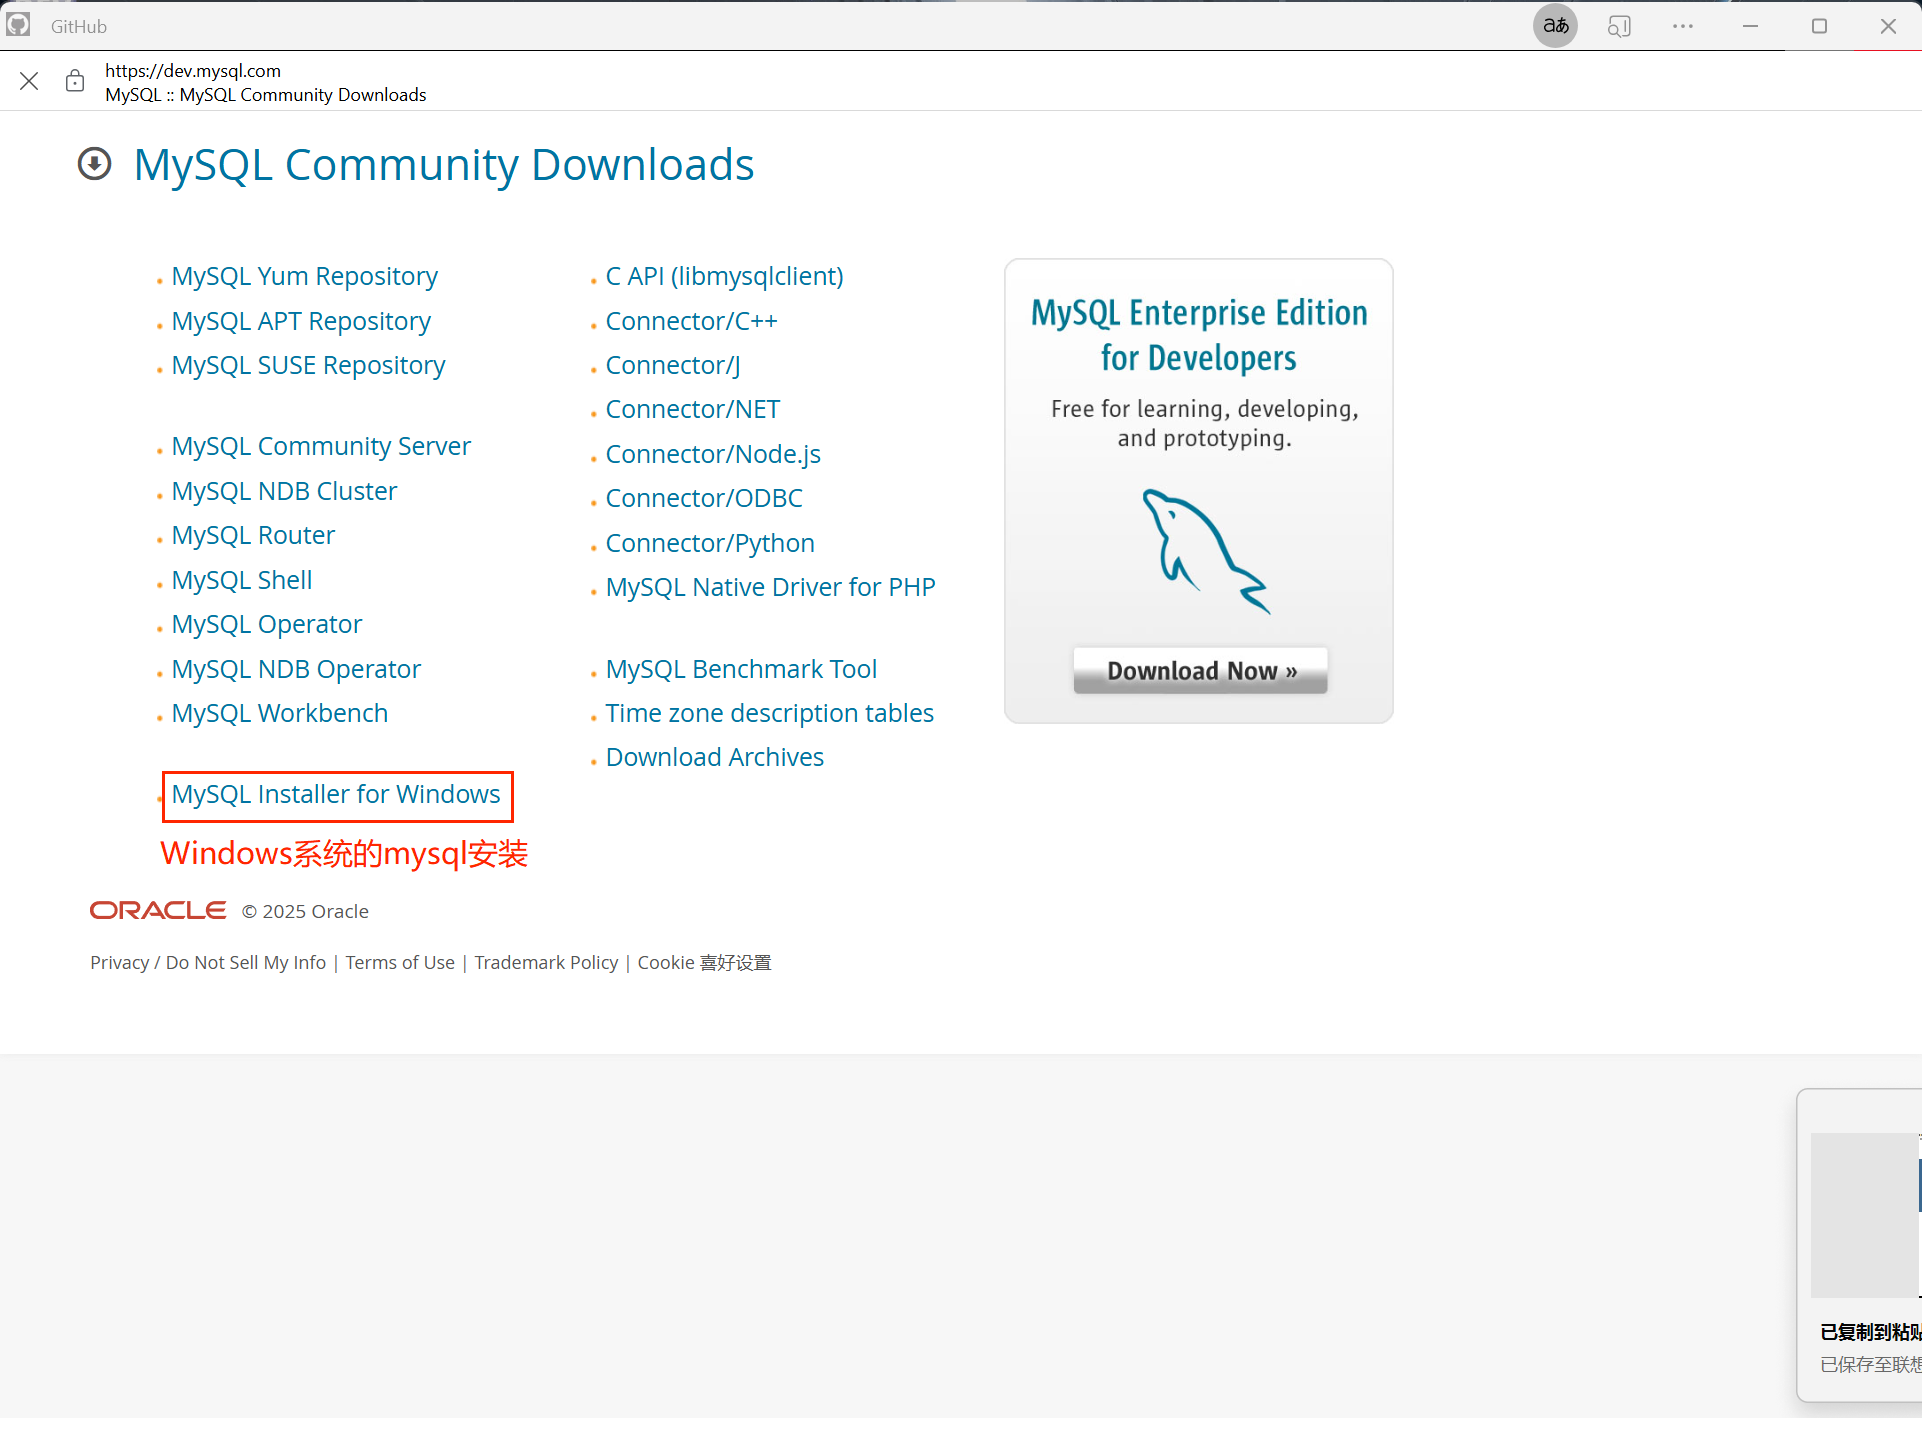 GitHub
aあ
https://dev.mysql.com
MySQL :: MySQL Community Downloads
MySQL Community Downloads
MySQL Yum Repository
MySQL APT Repository
MySQL SUSE Repository
MySQL Community Server
MySQL NDB Cluster
MySQL Router
MySQL Shell
MySQL Operator
MySQL NDB Operator
MySQL Workbench
MySQL Installer for Windows
Windows系统的mysql安装
C API (libmysqlclient)
Connector/C++
Connector/J
Connector/NET
Connector/Node.js
Connector/ODBC
Connector/Python
MySQL Native Driver for PHP
MySQL Benchmark Tool
Time zone description tables
Download Archives
MySQL Enterprise Edition
for Developers
Free for learning, developing,
and prototyping.
Download Now »
ORACLE © 2025 Oracle
Privacy / Do Not Sell My Info | Terms of Use | Trademark Policy | Cookie 喜好设置
已复制到粘贴
已保存至联想